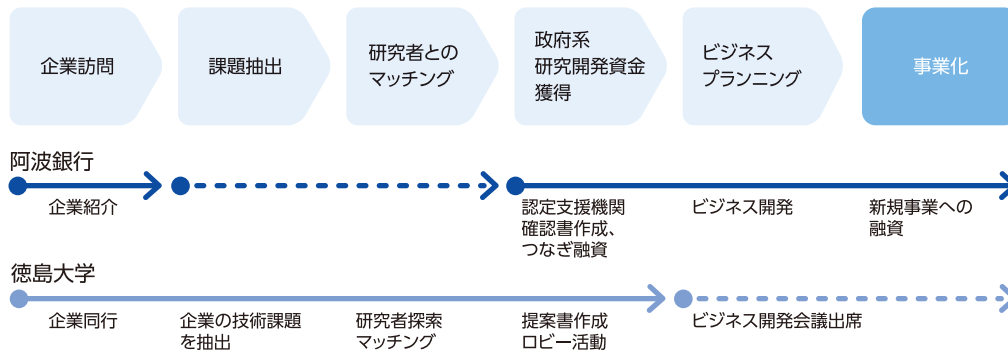 企業訪問
課題抽出
研究者との
マッチング
政府系
研究開発資金
獲得
ビジネス
プランニング
事業化
阿波銀行
企業紹介
認定支援機関
確認書作成、
つなぎ融資
ビジネス開発
新規事業への
融資
徳島大学
企業同行
企業の技術課題
を抽出
研究者探索
マッチング
提案書作成
ロビー活動
ビジネス開発会議出席